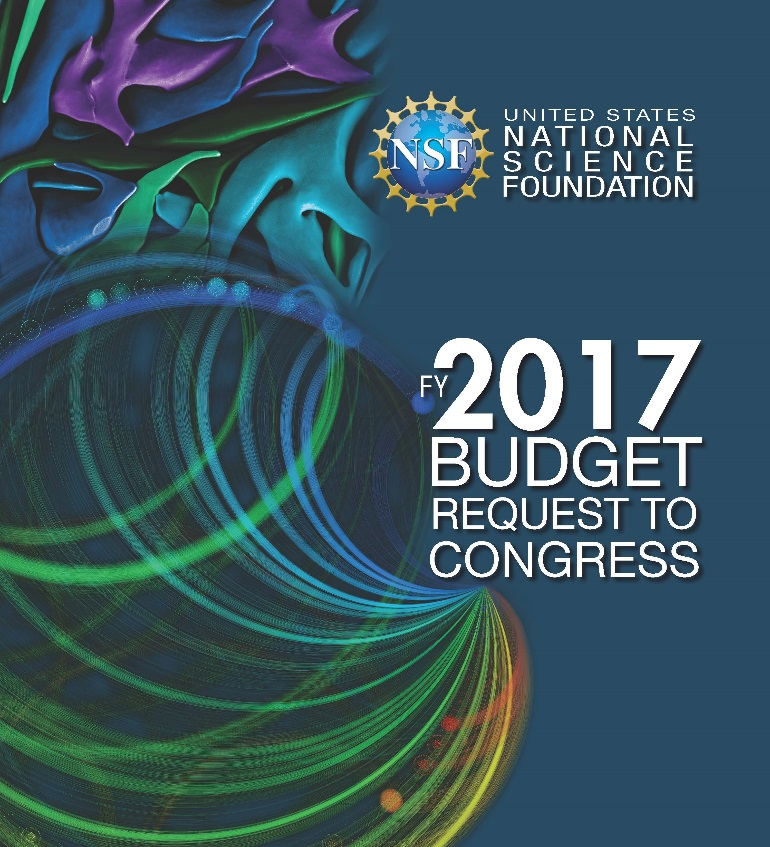 NSF
UNITED STATES
NATIONAL
SCIENCE
FOUNDATION
FY 2017
BUDGET
REQUEST TO
CONGRESS